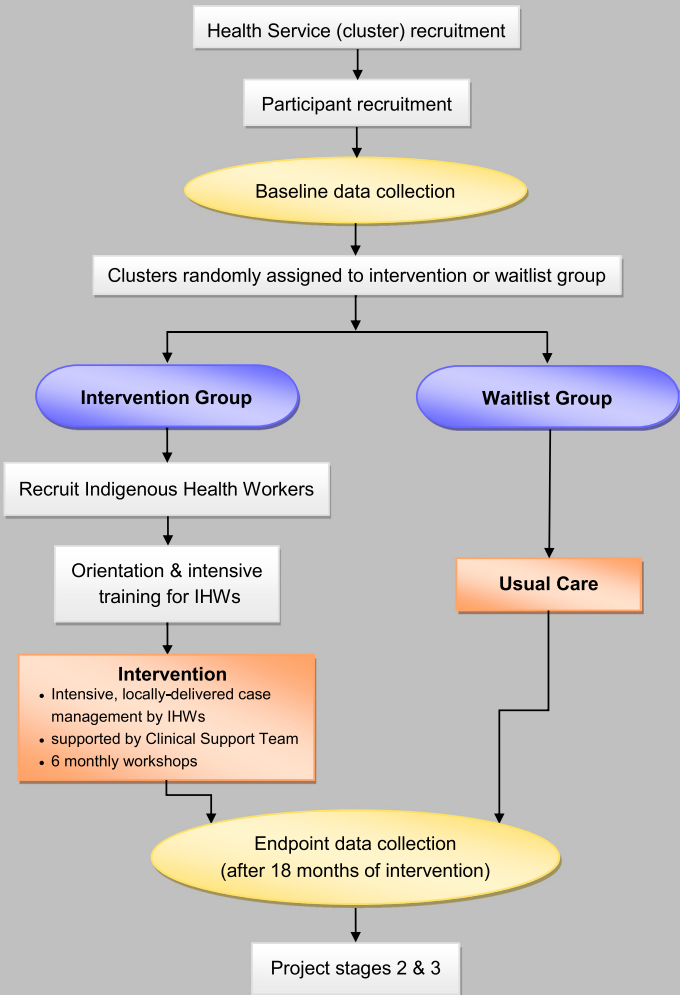 Health Service (cluster) recruitment
Participant recruitment
Baseline data collection
Clusters randomly assigned to intervention or waitlist group
Intervention Group
Waitlist Group
Recruit Indigenous Health Workers
Orientation & intensive
training for IHWs
Usual Care
Intervention
• Intensive, locally-delivered case
management by IHWs
• supported by Clinical Support Team
• 6 monthly workshops
Endpoint data collection
(after 18 months of intervention)
Project stages 2 & 3